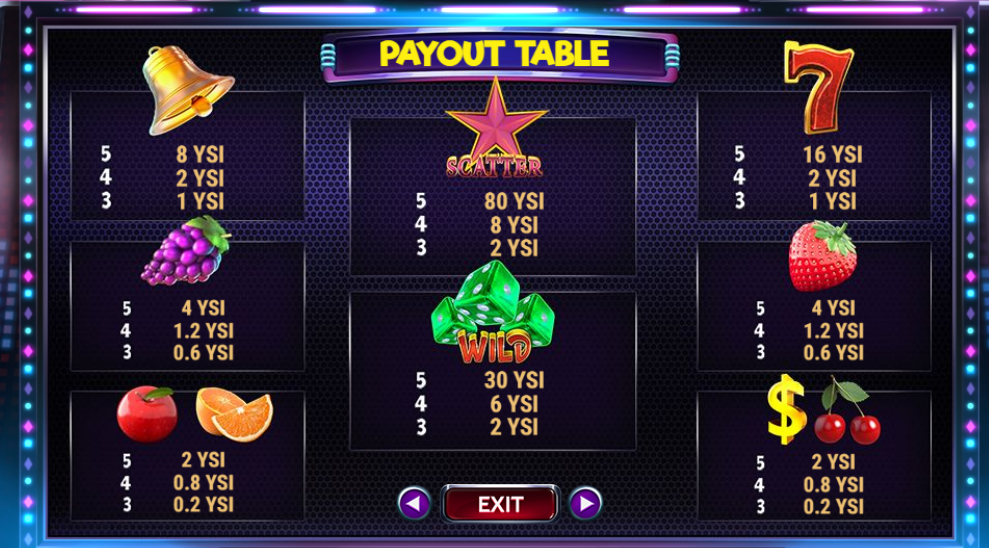 PAYOUT TABLE
5 8 YSI
4 2 YSI
3 1 YSI
SCATTER
5 80 YSI
4 8 YSI
3 2 YSI
7
5 16 YSI
4 2 YSI
3 1 YSI
5 4 YSI
4 1.2 YSI
3 0.6 YSI
WILD
5 30 YSI
4 6 YSI
3 2 YSI
5 4 YSI
4 1.2 YSI
3 0.6 YSI
5 2 YSI
4 0.8 YSI
3 0.2 YSI
$
5 2 YSI
4 0.8 YSI
3 0.2 YSI
EXIT